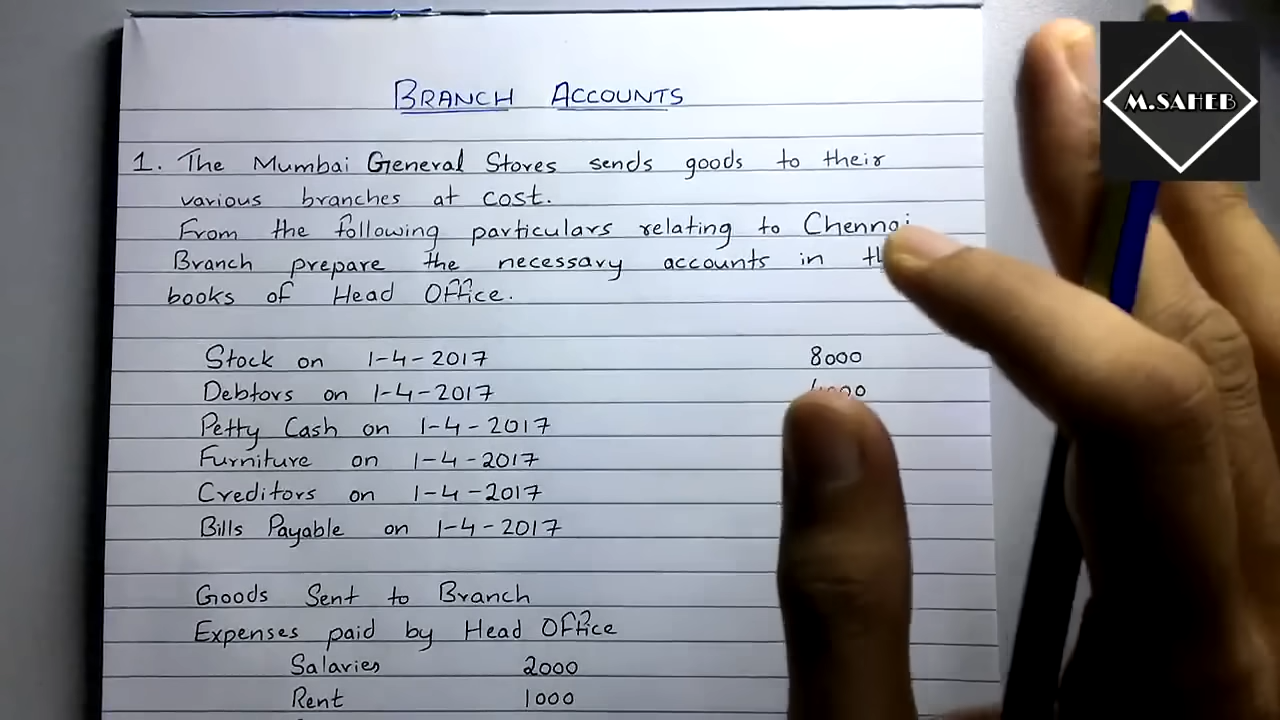 BRANCH ACCOUNTS
M.SAHEB
1. The Mumbai General Stores sends goods to their
various branches at cost.
From the following particulars relating to Chennai
Branch prepare the necessary accounts in
books of Head Office.
Stock on 1-4-2017 8000
Debtors on 1-4-2017
Petty Cash on 1-4-2017
Furniture on 1-4-2017
Creditors on 1-4-2017
Bills Payable on 1-4-2017
Goods Sent to Branch
Expenses paid by Head Office
Salaries 2000
Rent 1000